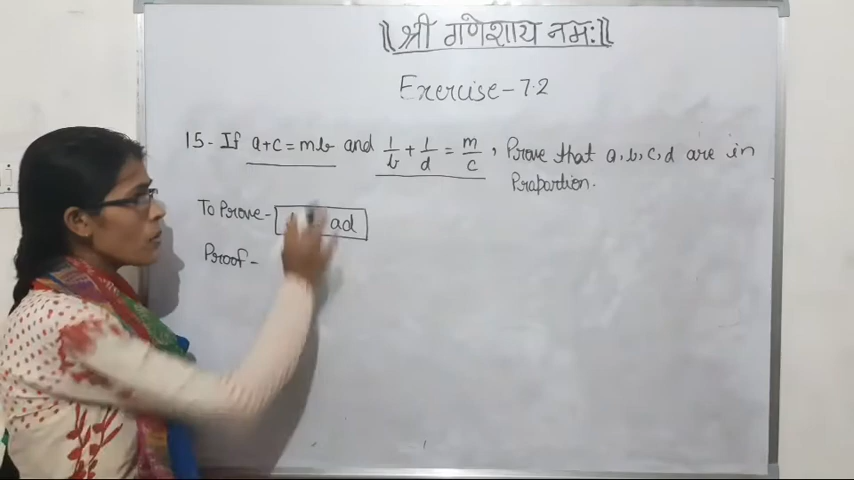 ॥ श्री गणेशाय नमः ॥
Exercise - 7.2
15- If a+c=mb and 1/b + 1/d = m/c, Prove that a,b,c,d are in
Prapartion.
To Prove- ad
Proof-